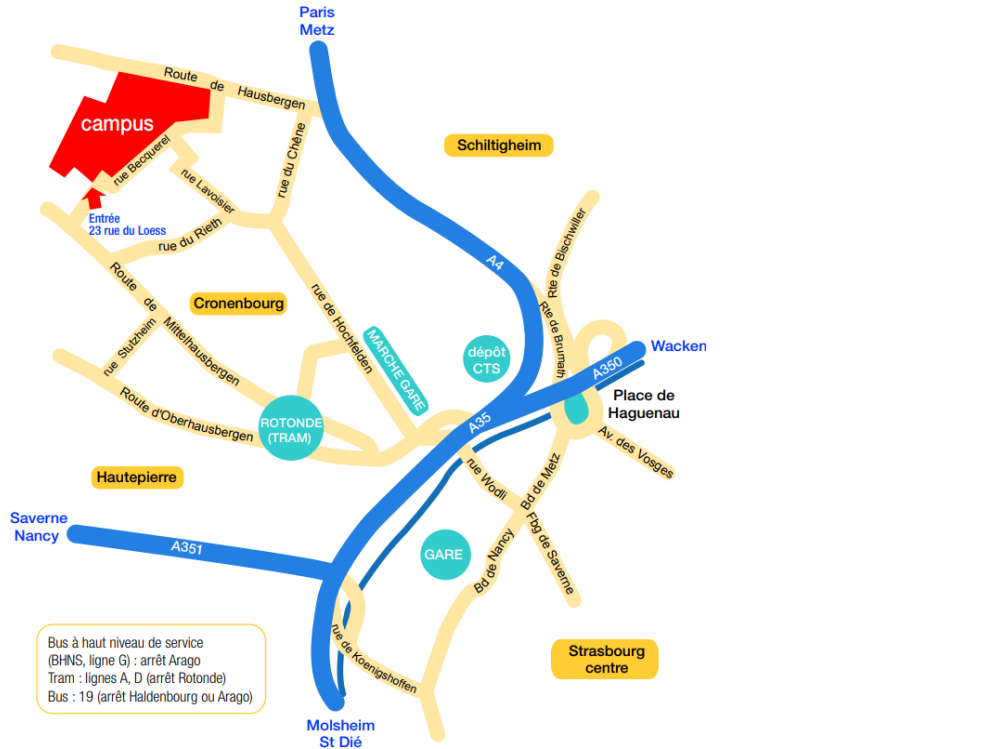 Paris
Metz
Route de Hausbergen
campus
rue Becquerel
rue du Chêne
Schiltigheim
rue Lavoisier
Entrée
23 rue du Loess
rue du Rieth
Rte de Bischwiller
A4
Route de Mittelhausbergen
Cronenbourg
rue de Hochfelden
Rte de Brumath
rue Stutzheim
MARCHE GARE
dépôt
CTS
Wacken
A350
Place de
Haguenau
Route d'Oberhausbergen
ROTONDE
(TRAM)
A35
Av. des Vosges
Hautepierre
rue Wodli
Bd de Metz
Saverne
Nancy
A351
GARE
Bd de Nancy
Fbg de Saverne
rue de Koenigshoffen
Strasbourg
centre
Bus à haut niveau de service
(BHNS, ligne G) : arrêt Arago
Tram : lignes A, D (arrêt Rotonde)
Bus : 19 (arrêt Haldenbourg ou Arago)
Molsheim
St Dié